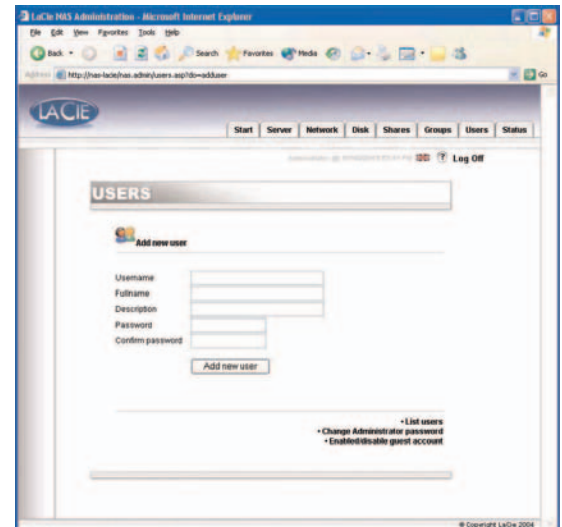 LaCie NAS Administration - Microsoft Internet Explorer
File Edit View Favorites Tools Help
Back Search Favorites Media
Address http://nas-lacie/nas.admin/users.asp?do=adduser Go
LACIE
Start Server Network Disk Shares Groups Users Status
? Log Off
USERS
Add new user
Username
Fullname
Description
Password
Confirm password
Add new user
• List users
• Change Administrator password
• Enabled/disable guest account
© Copyright LaCie 2004